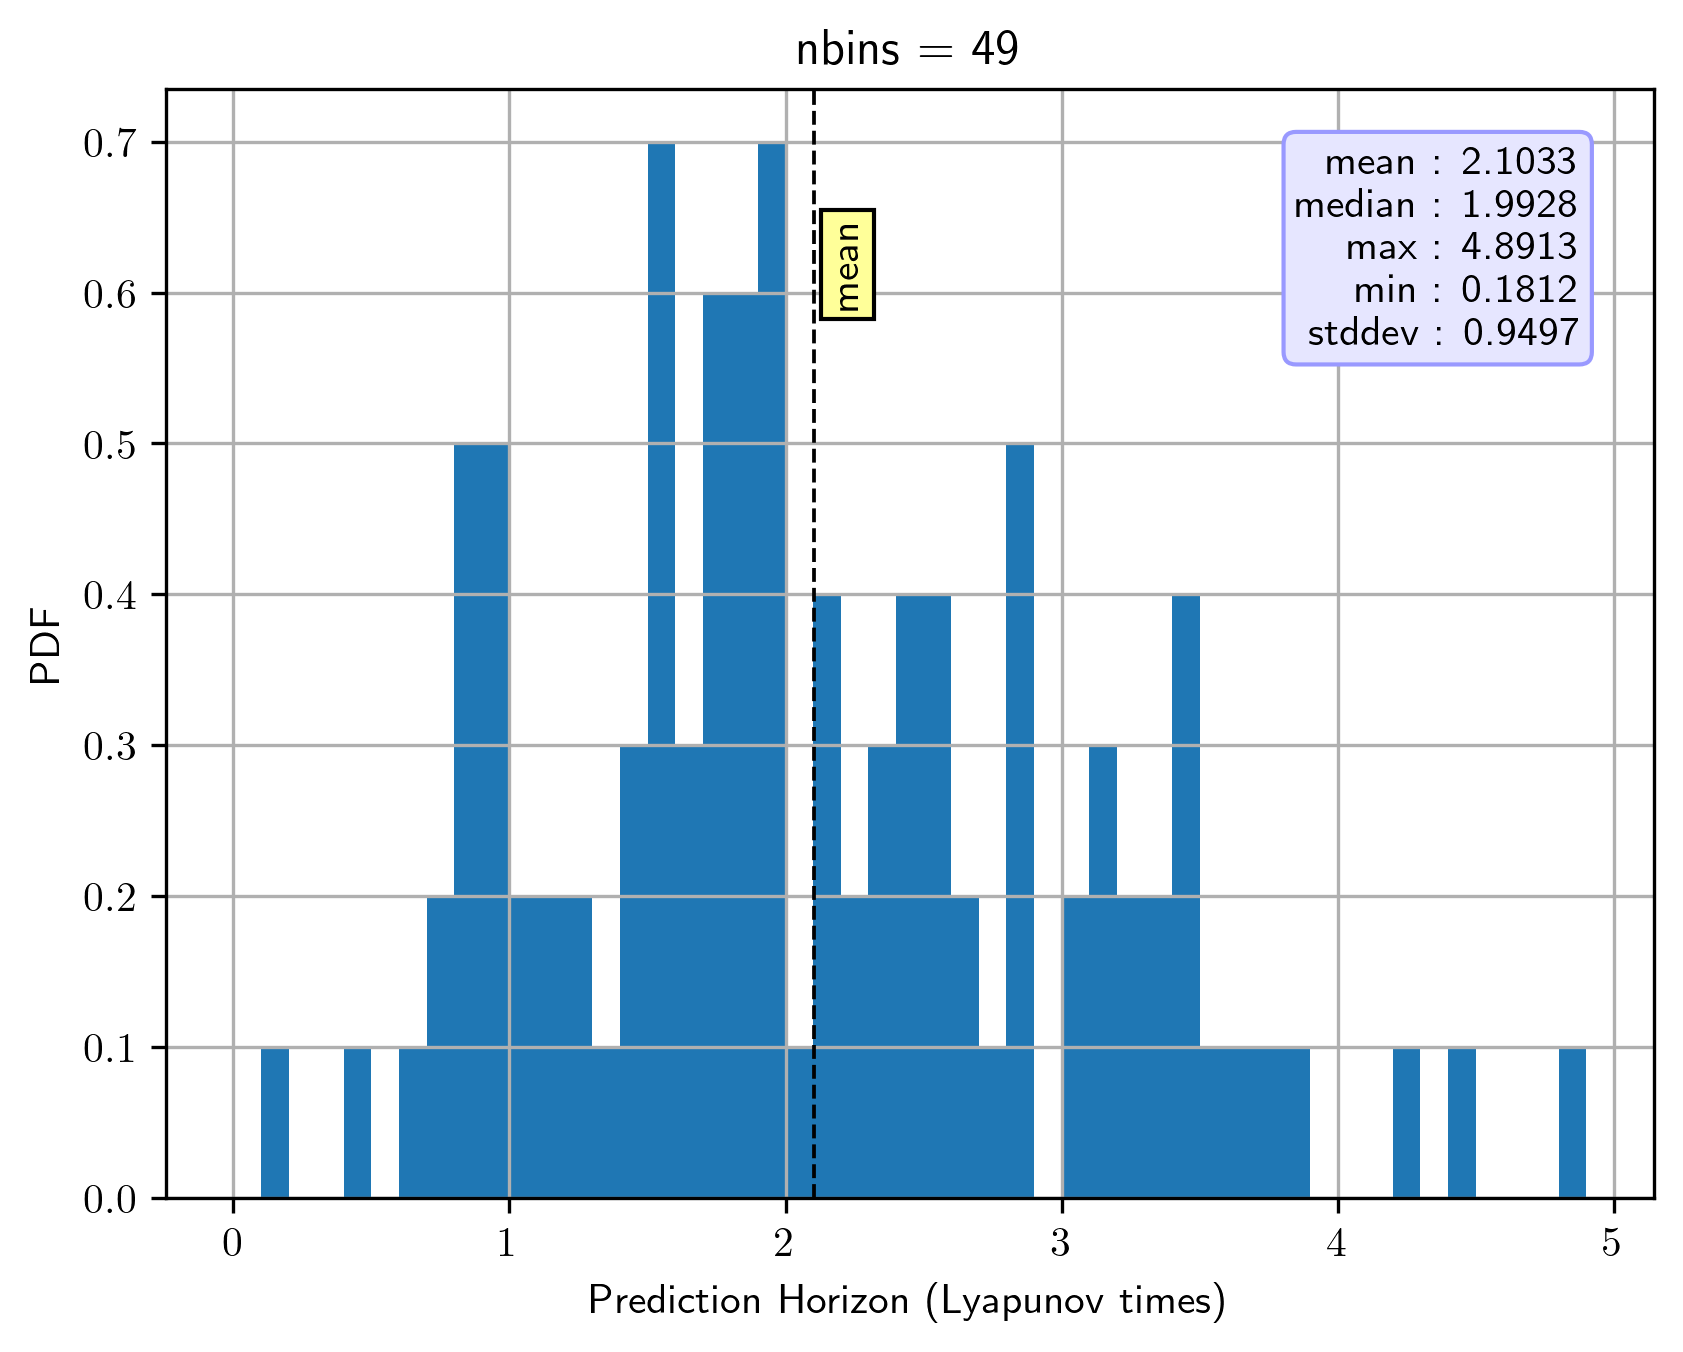 nbins = 49
0.7
0.6
0.5
0.4
0.3
0.2
0.1
0.0
PDF
mean
mean : 2.1033
median : 1.9928
max : 4.8913
min : 0.1812
stddev : 0.9497
0 1 2 3 4 5
Prediction Horizon (Lyapunov times)